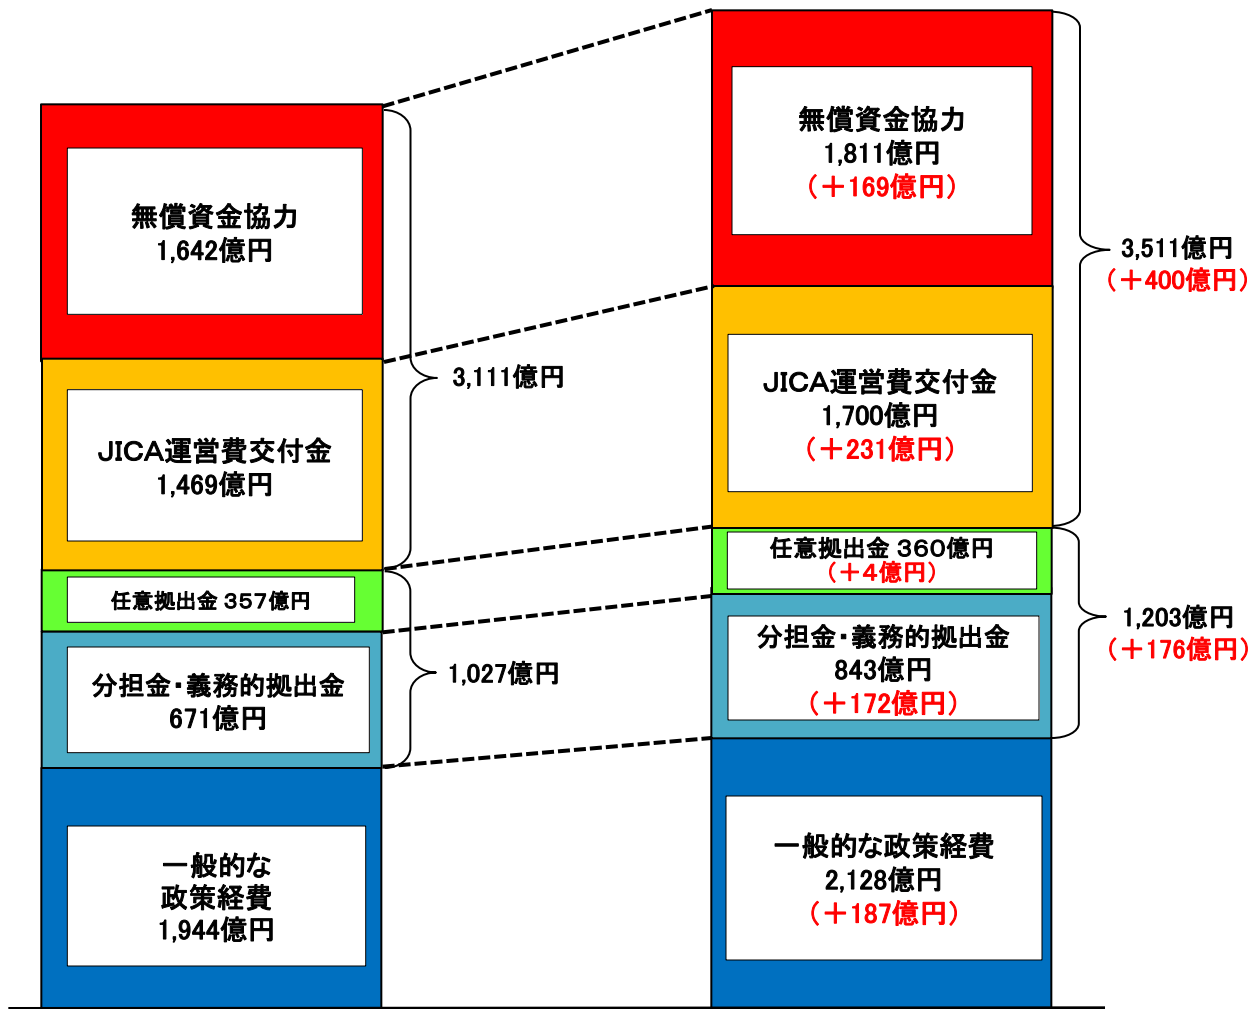 無償資金協力
1,642億円
JICA運営費交付金
1,469億円
3,111億円
任意拠出金 357億円
分担金・義務的拠出金
671億円
1,027億円
一般的な
政策経費
1,944億円
無償資金協力
1,811億円
（＋169億円）
JICA運営費交付金
1,700億円
（＋231億円）
3,511億円
（＋400億円）
任意拠出金 360億円
（＋4億円）
分担金・義務的拠出金
843億円
（＋172億円）
1,203億円
（＋176億円）
一般的な政策経費
2,128億円
（＋187億円）